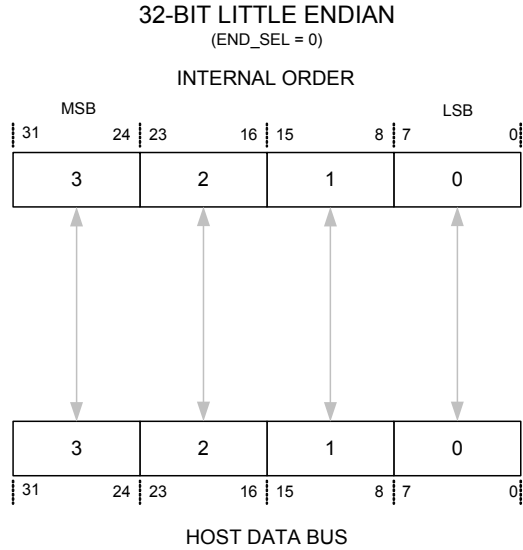 32-BIT LITTLE ENDIAN
(END_SEL = 0)
INTERNAL ORDER
MSB LSB
31 24 23 16 15 8 7 0
3 2 1 0
3 2 1 0
31 24 23 16 15 8 7 0
HOST DATA BUS